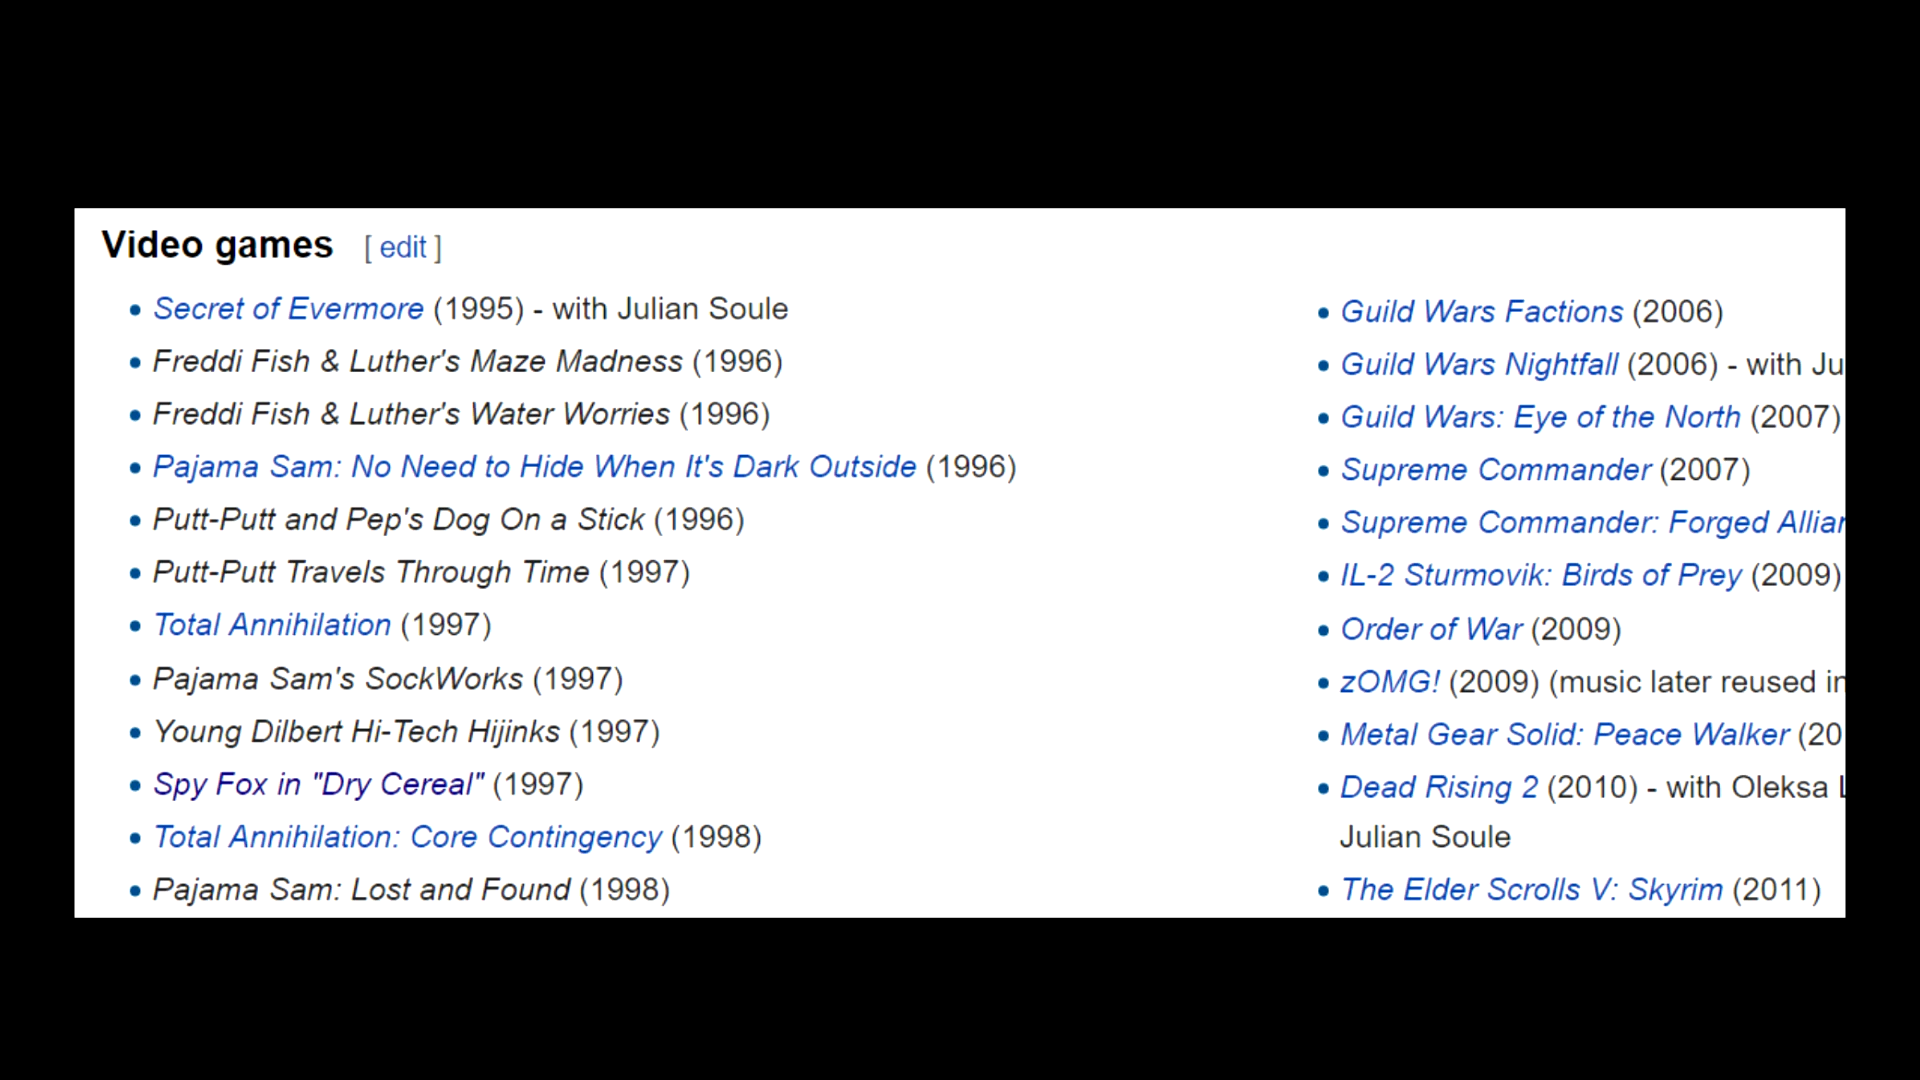 Video games [ edit ]
• Secret of Evermore (1995) - with Julian Soule
• Freddi Fish & Luther's Maze Madness (1996)
• Freddi Fish & Luther's Water Worries (1996)
• Pajama Sam: No Need to Hide When It's Dark Outside (1996)
• Putt-Putt and Pep's Dog On a Stick (1996)
• Putt-Putt Travels Through Time (1997)
• Total Annihilation (1997)
• Pajama Sam's SockWorks (1997)
• Young Dilbert Hi-Tech Hijinks (1997)
• Spy Fox in "Dry Cereal" (1997)
• Total Annihilation: Core Contingency (1998)
• Pajama Sam: Lost and Found (1998)
• Guild Wars Factions (2006)
• Guild Wars Nightfall (2006) - with Ju
• Guild Wars: Eye of the North (2007)
• Supreme Commander (2007)
• Supreme Commander: Forged Allian
• IL-2 Sturmovik: Birds of Prey (2009)
• Order of War (2009)
• zOMG! (2009) (music later reused in
• Metal Gear Solid: Peace Walker (20
• Dead Rising 2 (2010) - with Oleksa L
Julian Soule
• The Elder Scrolls V: Skyrim (2011)